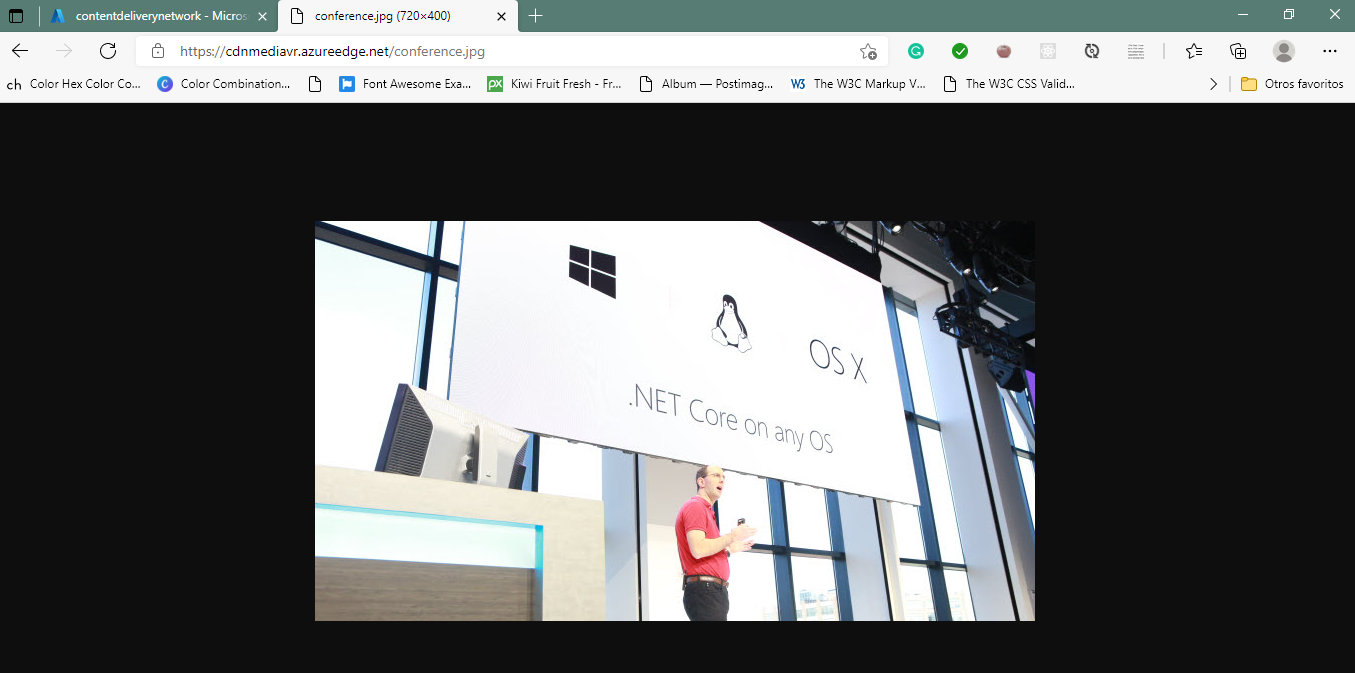 contentdeliverynetwork - Micros
conference.jpg (720×400)
https://cdnmediavr.azureedge.net/conference.jpg
ch Color Hex Color Co...
C Color Combination...
Font Awesome Exa...
px Kiwi Fruit Fresh - Fr...
Album — Postimag...
W3 The W3C Markup V...
The W3C CSS Valid...
Otros favoritos
OS X
.NET Core on any OS